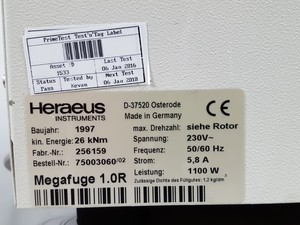 PrimeTest Test'n'Tag Label
Asset : D
1533
Last Test
06 Jan 2016
Status
Pass
Tested by
Kevan
Next Test
06 Jan 2018
Heraeus
INSTRUMENTS
D-37520 Osterode
Made in Germany
Baujahr: 1997
max. Drehzahl: siehe Rotor
kin. Energie: 26 kNm
Spannung: 230V~
Fabr.-Nr.: 256159
Frequenz: 50/60 Hz
Bestell-Nr.: 75003060/02
Strom: 5,8 A
Megafuge 1.0R
Leistung: 1100 W
Zulässige Dichte des Füllgutes: 1,2 kg/dm³